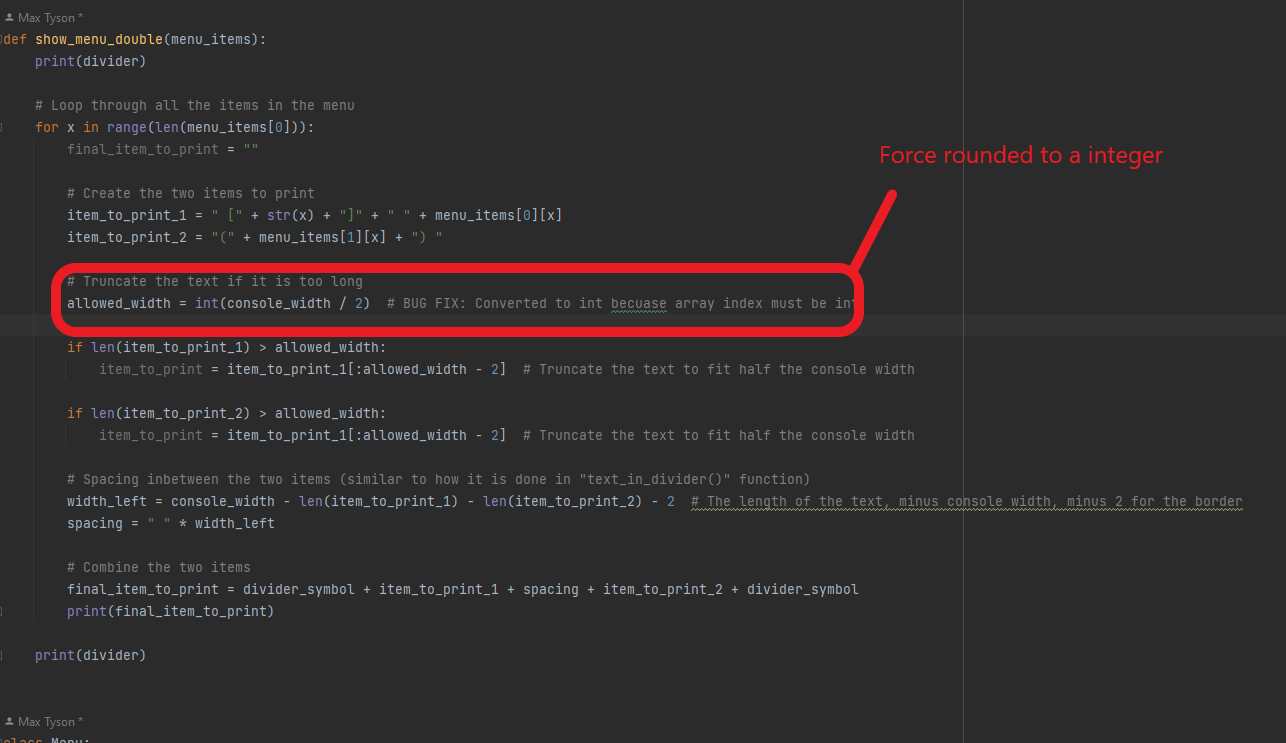 Max Tyson *
def show_menu_double(menu_items):
    print(divider)
    # Loop through all the items in the menu
    for x in range(len(menu_items[0])):
        final_item_to_print = ""
Force rounded to a integer
        # Create the two items to print
        item_to_print_1 = " [" + str(x) + "]" + " " + menu_items[0][x]
        item_to_print_2 = "(" + menu_items[1][x] + ") "
        # Truncate the text if it is too long
        allowed_width = int(console_width / 2)  # BUG FIX: Converted to int becuase array index must be int
        if len(item_to_print_1) > allowed_width:
            item_to_print = item_to_print_1[:allowed_width - 2]  # Truncate the text to fit half the console width
        if len(item_to_print_2) > allowed_width:
            item_to_print = item_to_print_1[:allowed_width - 2]  # Truncate the text to fit half the console width
        # Spacing inbetween the two items (similar to how it is done in "text_in_divider()" function)
        width_left = console_width - len(item_to_print_1) - len(item_to_print_2) - 2  # The length of the text, minus console width, minus 2 for the border
        spacing = " " * width_left
        # Combine the two items
        final_item_to_print = divider_symbol + item_to_print_1 + spacing + item_to_print_2 + divider_symbol
        print(final_item_to_print)
    print(divider)
Max Tyson *
class Menu: